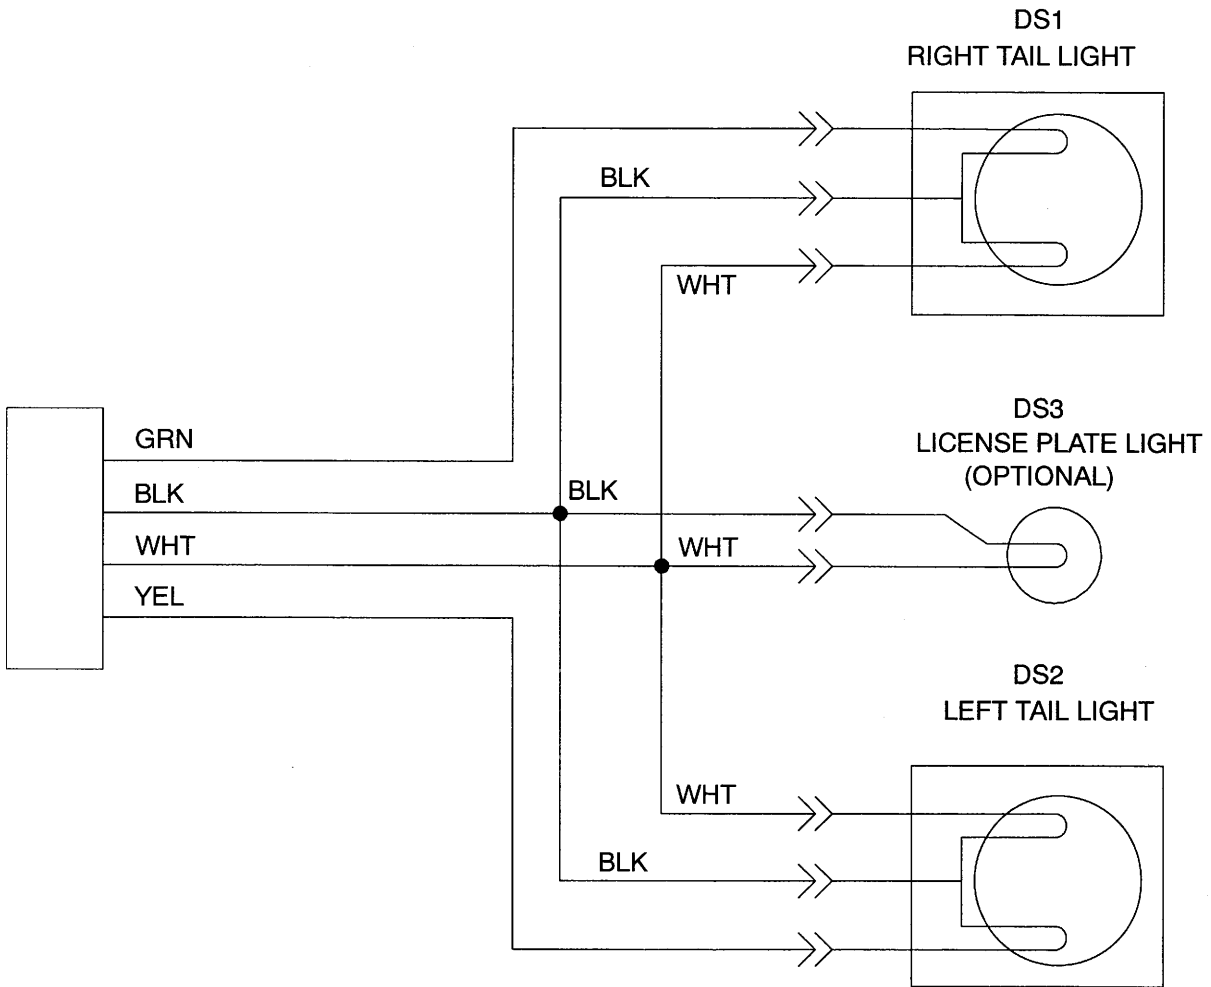 DS1
RIGHT TAIL LIGHT
BLK
WHT
DS3
LICENSE PLATE LIGHT
(OPTIONAL)
GRN
BLK
BLK
WHT
WHT
YEL
DS2
LEFT TAIL LIGHT
WHT
BLK